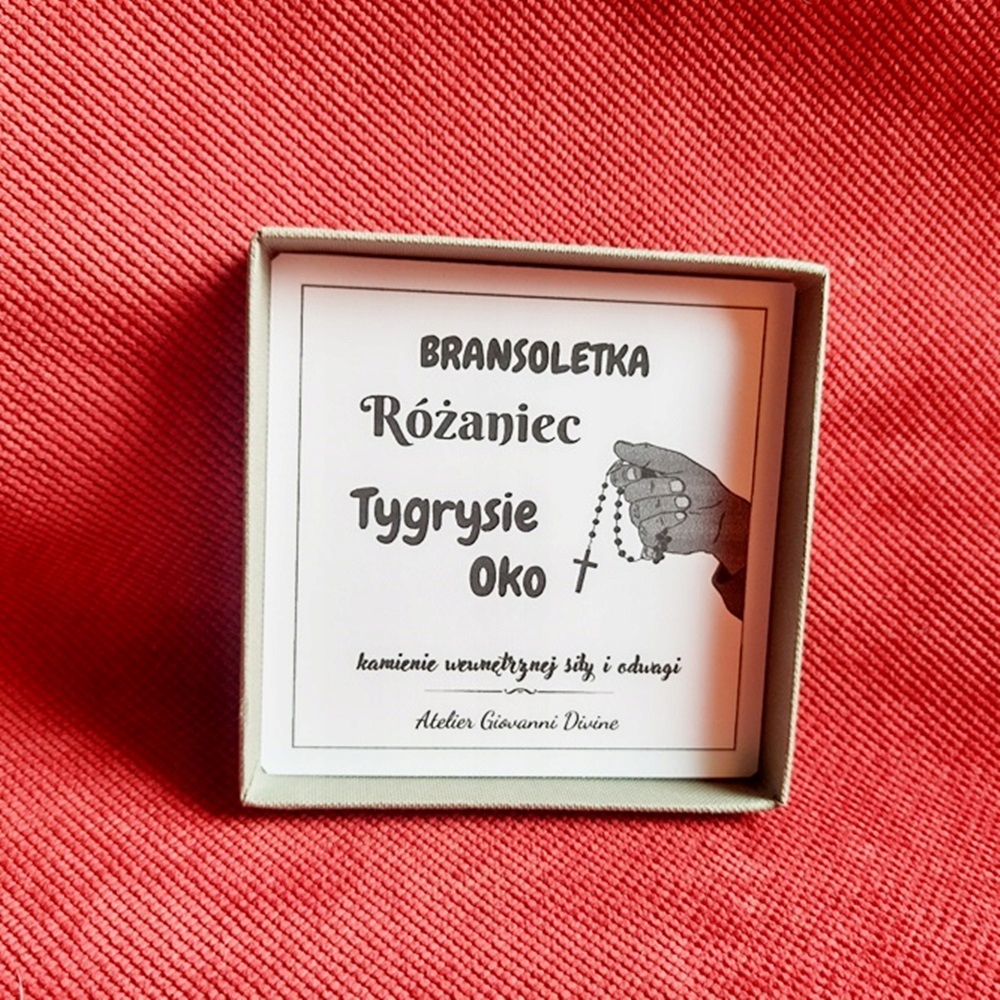 BRANSOLETKA
Różaniec
Tygrysie
Oko
kamienie wewnętrznej siły i odwagi
Atelier Giovanni Divine